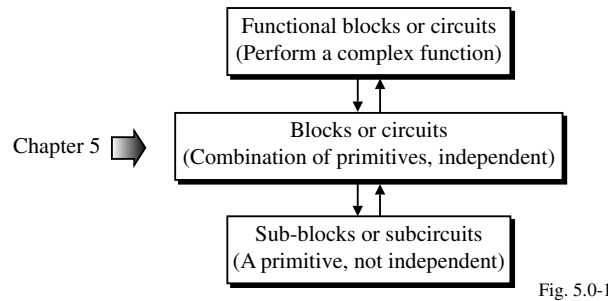 Functional blocks or circuits
(Perform a complex function)
Blocks or circuits
(Combination of primitives, independent)
Chapter 5
Sub-blocks or subcircuits
(A primitive, not independent)
Fig. 5.0-1